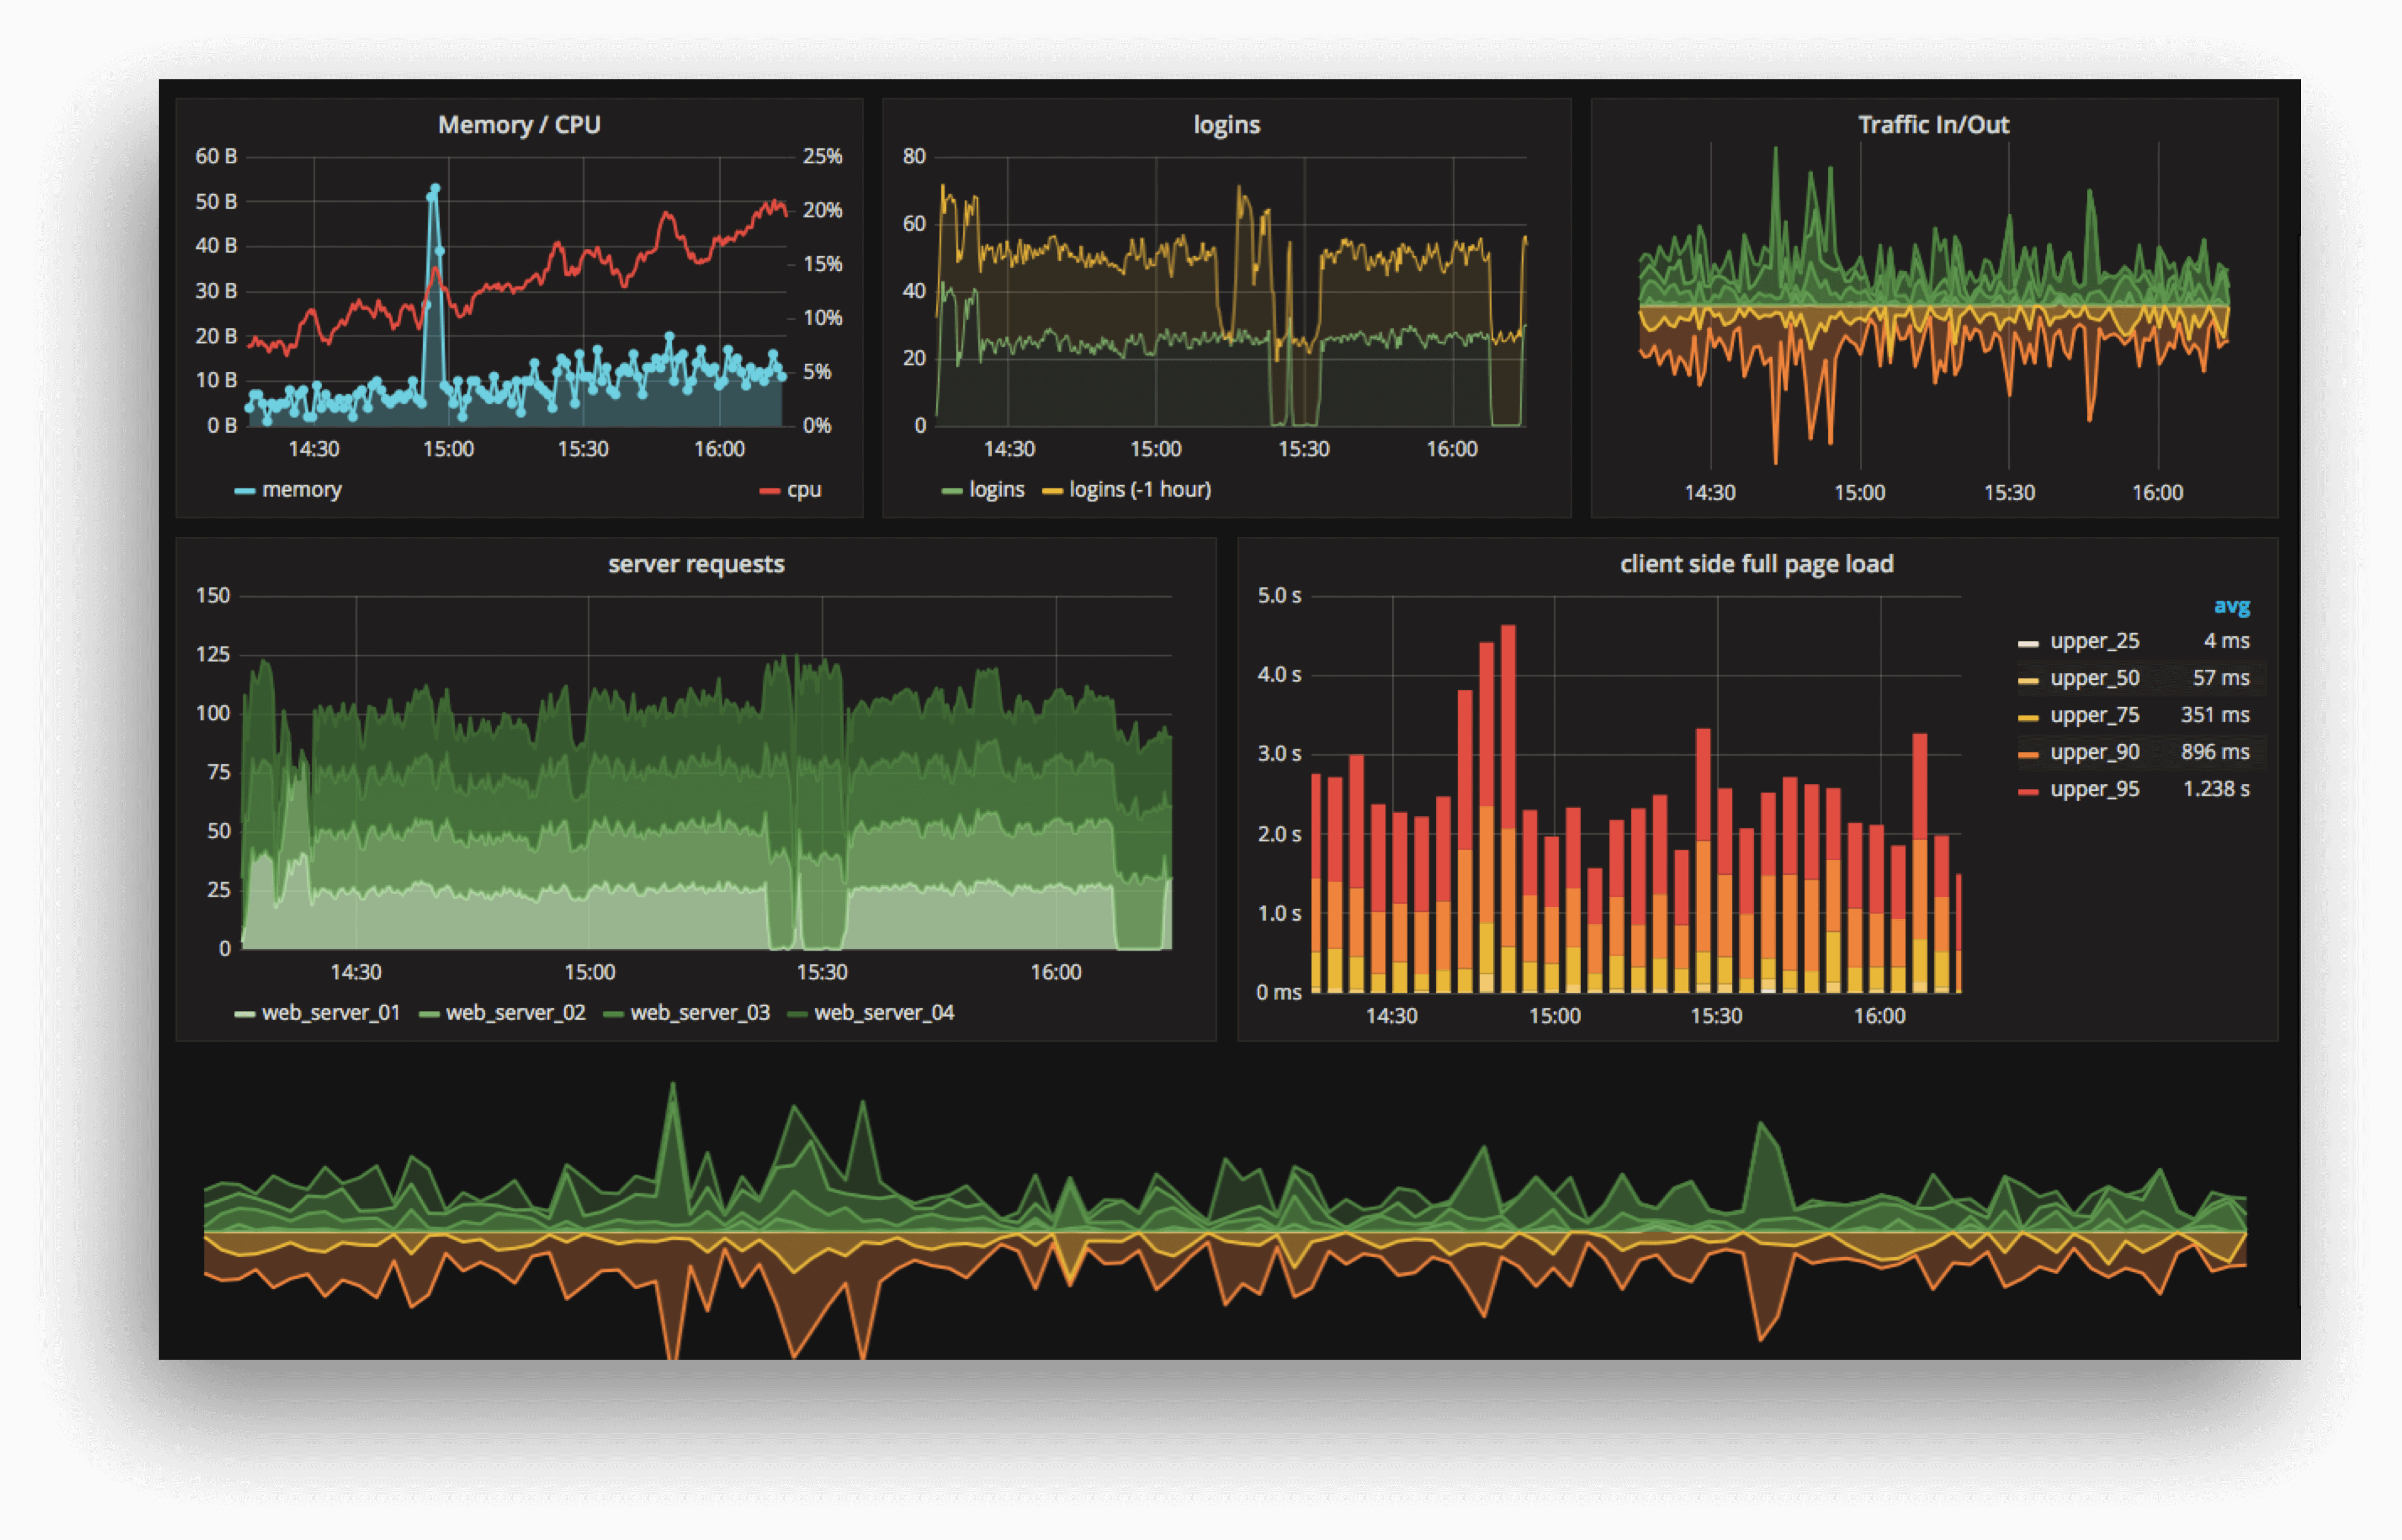 Memory / CPU
60 B
50 B
40 B
30 B
20 B
10 B
0 B
25%
20%
15%
10%
5%
0%
14:30 15:00 15:30 16:00
memory cpu
logins
80
60
40
20
0
14:30 15:00 15:30 16:00
logins logins (-1 hour)
Traffic In/Out
14:30 15:00 15:30 16:00
server requests
150
125
100
75
50
25
0
14:30 15:00 15:30 16:00
web_server_01 web_server_02 web_server_03 web_server_04
client side full page load
5.0 s
4.0 s
3.0 s
2.0 s
1.0 s
0 ms
14:30 15:00 15:30 16:00
avg
upper_25 4 ms
upper_50 57 ms
upper_75 351 ms
upper_90 896 ms
upper_95 1.238 s